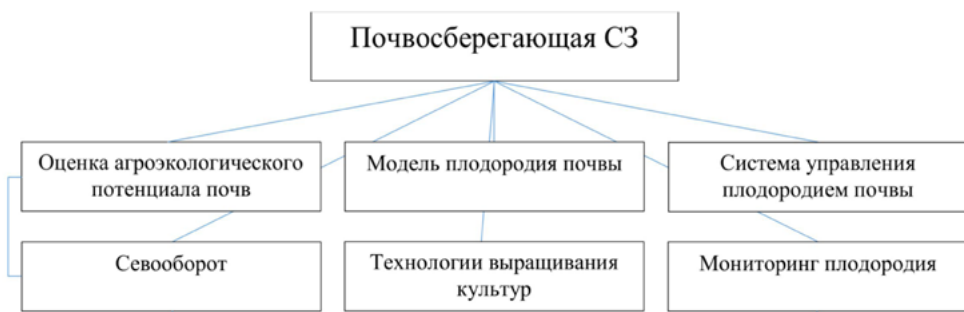 Почвосберегающая СЗ
Оценка агроэкологического
потенциала почв
Модель плодородия почвы
Система управления
плодородием почвы
Севооборот
Технологии выращивания
культур
Мониторинг плодородия